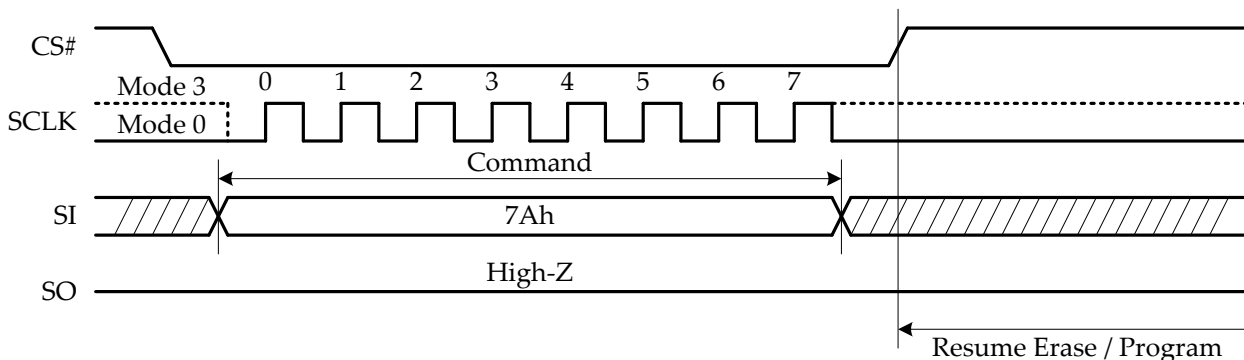 CS#
Mode 3
0 1 2 3 4 5 6 7
SCLK
Mode 0
Command
SI
7Ah
High-Z
SO
Resume Erase / Program